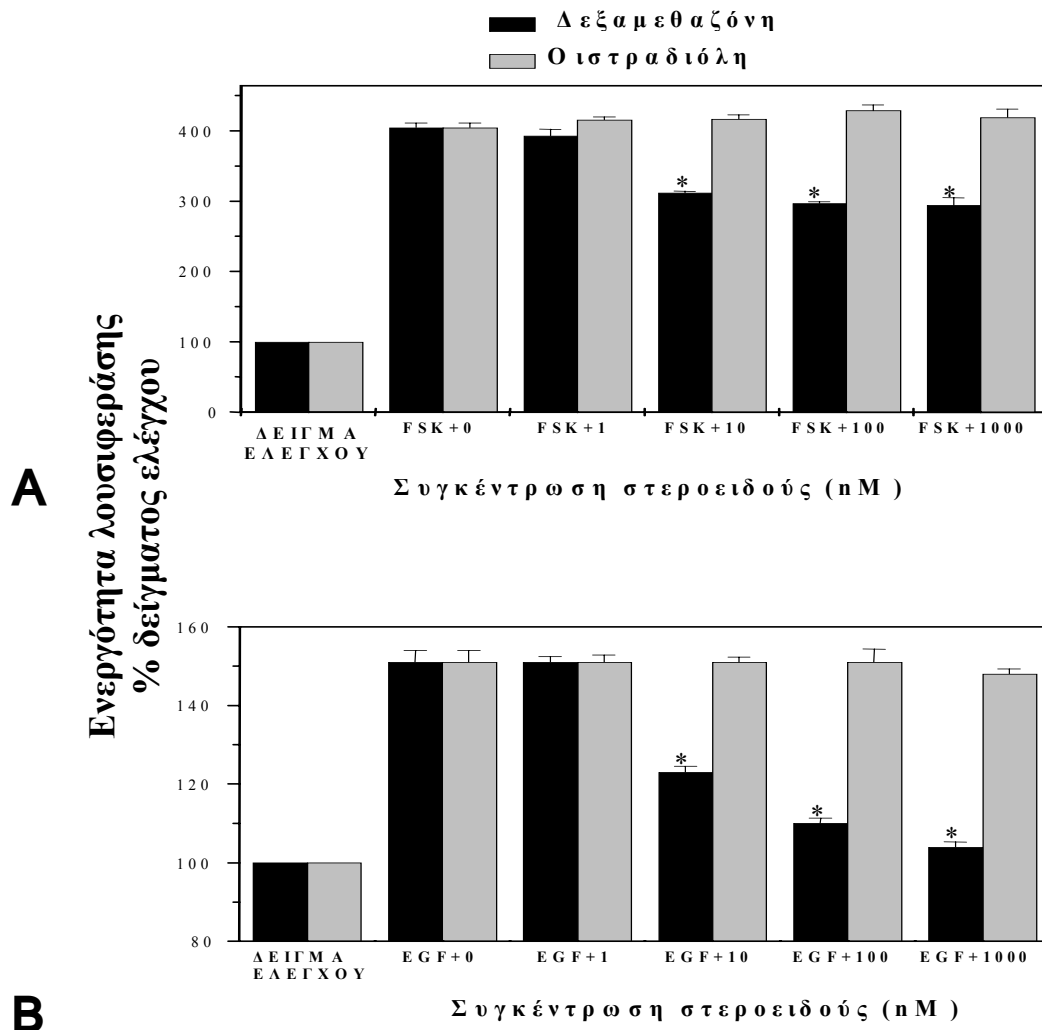 Δεξαμεθαζόνη
Οιστραδιόλη
Ενεργότητα λουσιφεράσης
% δείγματος ελέγχου
A
400
300
200
100
0
* * *
ΔΕΙΓΜΑ
ΕΛΕΓΧΟΥ
FSK+0 FSK+1 FSK+10 FSK+100 FSK+1000
Συγκέντρωση στεροειδούς (nM)
B
160
140
120
100
80
* * *
ΔΕΙΓΜΑ
ΕΛΕΓΧΟΥ
EGF+0 EGF+1 EGF+10 EGF+100 EGF+1000
Συγκέντρωση στεροειδούς (nM)